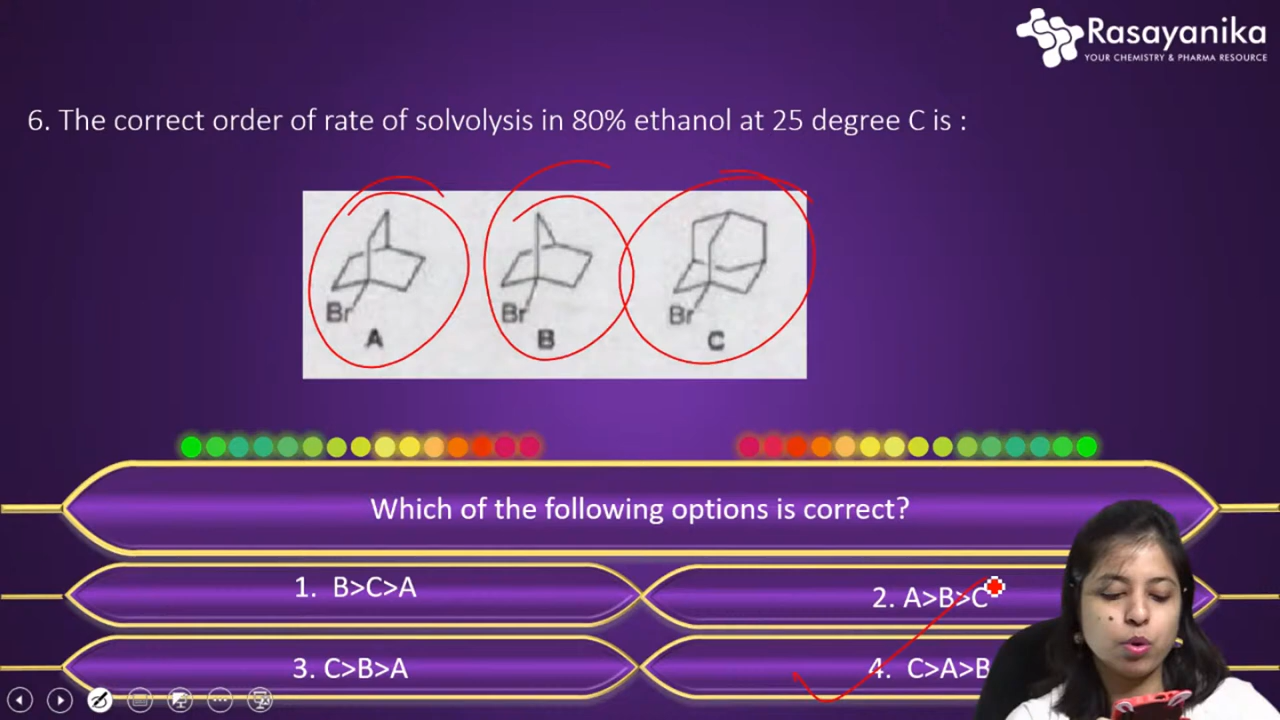 Rasayanika
YOUR CHEMISTRY & PHARMA RESOURCE
6. The correct order of rate of solvolysis in 80% ethanol at 25 degree C is :
Br Br Br
A B C
Which of the following options is correct?
1. B>C>A
2. A>B>C
3. C>B>A
4. C>A>B